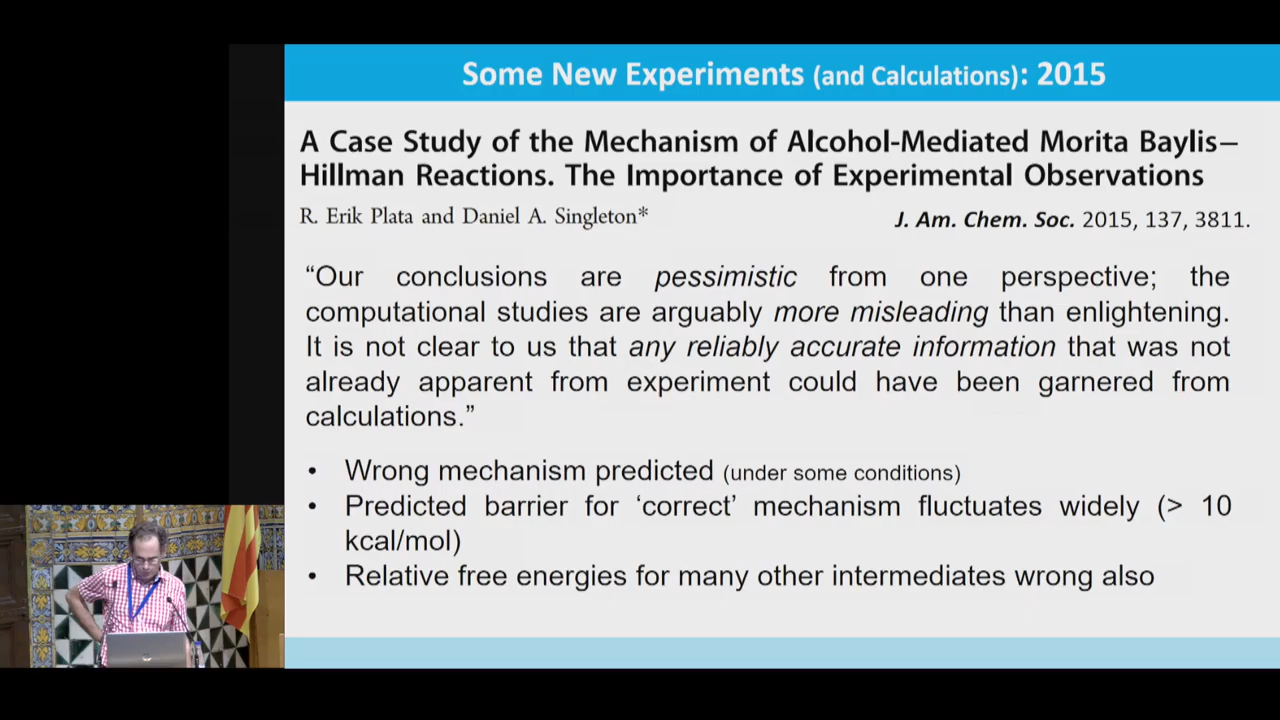 Some New Experiments (and Calculations): 2015
A Case Study of the Mechanism of Alcohol-Mediated Morita Baylis−
Hillman Reactions. The Importance of Experimental Observations
R. Erik Plata and Daniel A. Singleton*
J. Am. Chem. Soc. 2015, 137, 3811.
“Our conclusions are pessimistic from one perspective; the
computational studies are arguably more misleading than enlightening.
It is not clear to us that any reliably accurate information that was not
already apparent from experiment could have been garnered from
calculations.”
• Wrong mechanism predicted (under some conditions)
• Predicted barrier for ‘correct’ mechanism fluctuates widely (> 10
kcal/mol)
• Relative free energies for many other intermediates wrong also